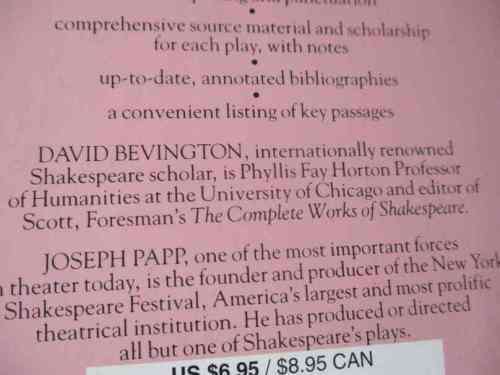 and punctuation
•
comprehensive source material and scholarship
for each play, with notes
•
up-to-date, annotated bibliographies
•
a convenient listing of key passages
DAVID BEVINGTON, internationally renowned
Shakespeare scholar, is Phyllis Fay Horton Professor
of Humanities at the University of Chicago and editor of
Scott, Foresman's The Complete Works of Shakespeare.
JOSEPH PAPP, one of the most important forces
theater today, is the founder and producer of the New York
Shakespeare Festival, America's largest and most prolific
theatrical institution. He has produced or directed
all but one of Shakespeare's plays.
US $6.95 / $8.95 CAN